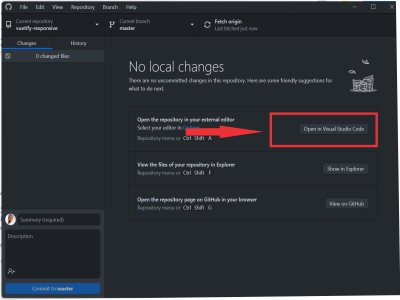 File Edit View Repository Branch Help
Current repository
vuetify-responsive
Current branch
master
Fetch origin
Last fetched just now
Changes
History
0 changed files
No local changes
There are no uncommitted changes in this repository. Here are some friendly suggestions for
what to do next.
Open the repository in your external editor
Select your editor in
Repository menu or Ctrl Shift A
Open in Visual Studio Code
View the files of your repository in Explorer
Repository menu or Ctrl Shift F
Show in Explorer
Open the repository page on GitHub in your browser
Repository menu or Ctrl Shift G
View on GitHub
Summary (required)
Description
Commit to master